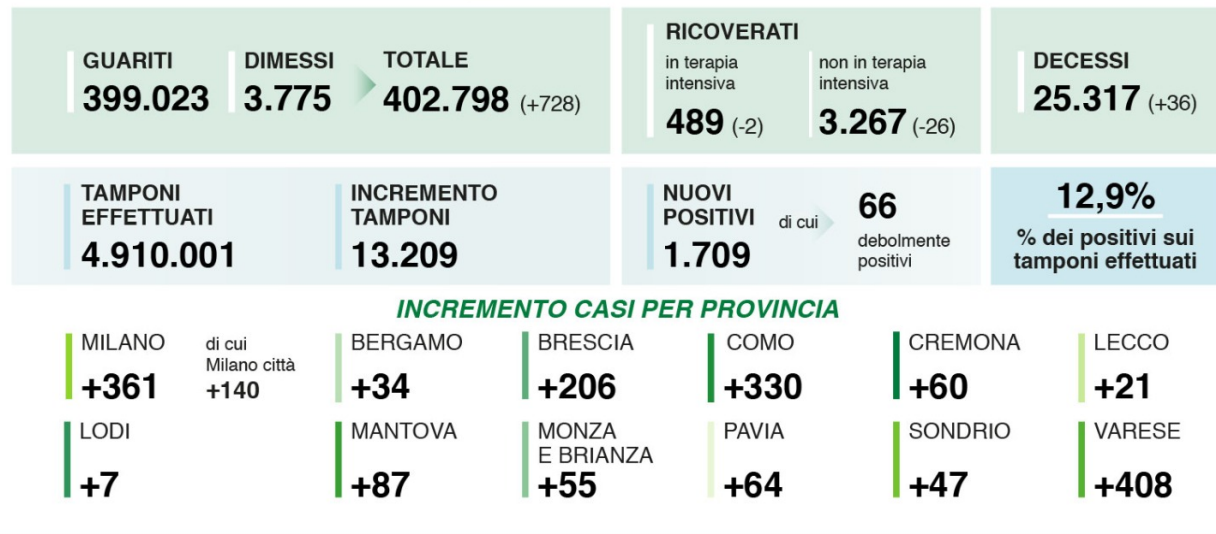 GUARITI
399.023
DIMESSI
3.775
TOTALE
402.798 (+728)
RICOVERATI
in terapia
intensiva
489 (-2)
non in terapia
intensiva
3.267 (-26)
DECESSI
25.317 (+36)
TAMPONI
EFFETTUATI
4.910.001
INCREMENTO
TAMPONI
13.209
NUOVI
POSITIVI
1.709
di cui
66
debolmente
positivi
12,9%
% dei positivi sui
tamponi effettuati
INCREMENTO CASI PER PROVINCIA
MILANO
+361
di cui
Milano città
+140
BERGAMO
+34
BRESCIA
+206
COMO
+330
CREMONA
+60
LECCO
+21
LODI
+7
MANTOVA
+87
MONZA
E BRIANZA
+55
PAVIA
+64
SONDRIO
+47
VARESE
+408